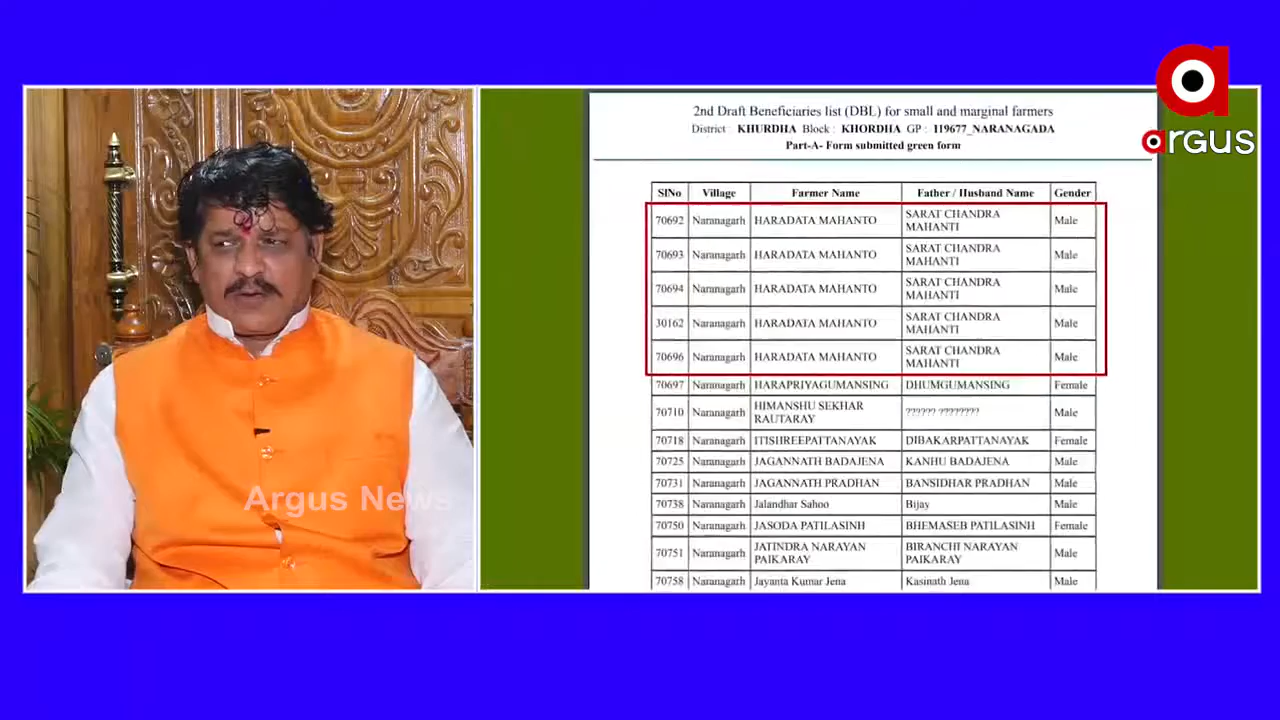 argus
Argus News
2nd Draft Beneficiaries list (DBL) for small and marginal farmers
District : KHURDHA Block : KHORDHA GP : 119677_NARANAGADA
Part-A- Form submitted green form
SlNo Village Farmer Name Father / Husband Name Gender
70692 Naranagarh HARADATA MAHANTO SARAT CHANDRA MAHANTI Male
70693 Naranagarh HARADATA MAHANTO SARAT CHANDRA MAHANTI Male
70694 Naranagarh HARADATA MAHANTO SARAT CHANDRA MAHANTI Male
30162 Naranagarh HARADATA MAHANTO SARAT CHANDRA MAHANTI Male
70696 Naranagarh HARADATA MAHANTO SARAT CHANDRA MAHANTI Male
70697 Naranagarh HARAPRIYAGUMANSING DHUMGUMANSING Female
70710 Naranagarh HIMANSHU SEKHAR RAUTARAY ?????? ???????? Male
70718 Naranagarh ITISHREEPATTANAYAK DIBAKARPATTANAYAK Female
70725 Naranagarh JAGANNATH BADAJENA KANHU BADAJENA Male
70731 Naranagarh JAGANNATH PRADHAN BANSIDHAR PRADHAN Male
70738 Naranagarh Jalandhar Sahoo Bijay Male
70750 Naranagarh JASODA PATILASINH BHEMASEB PATILASINH Female
70751 Naranagarh JATINDRA NARAYAN PAIKARAY BIRANCHI NARAYAN PAIKARAY Male
70758 Naranagarh Jayanta Kumar Jena Kasinath Jena Male